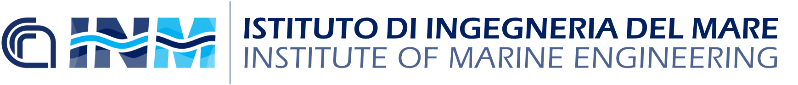 INM
ISTITUTO DI INGEGNERIA DEL MARE
INSTITUTE OF MARINE ENGINEERING